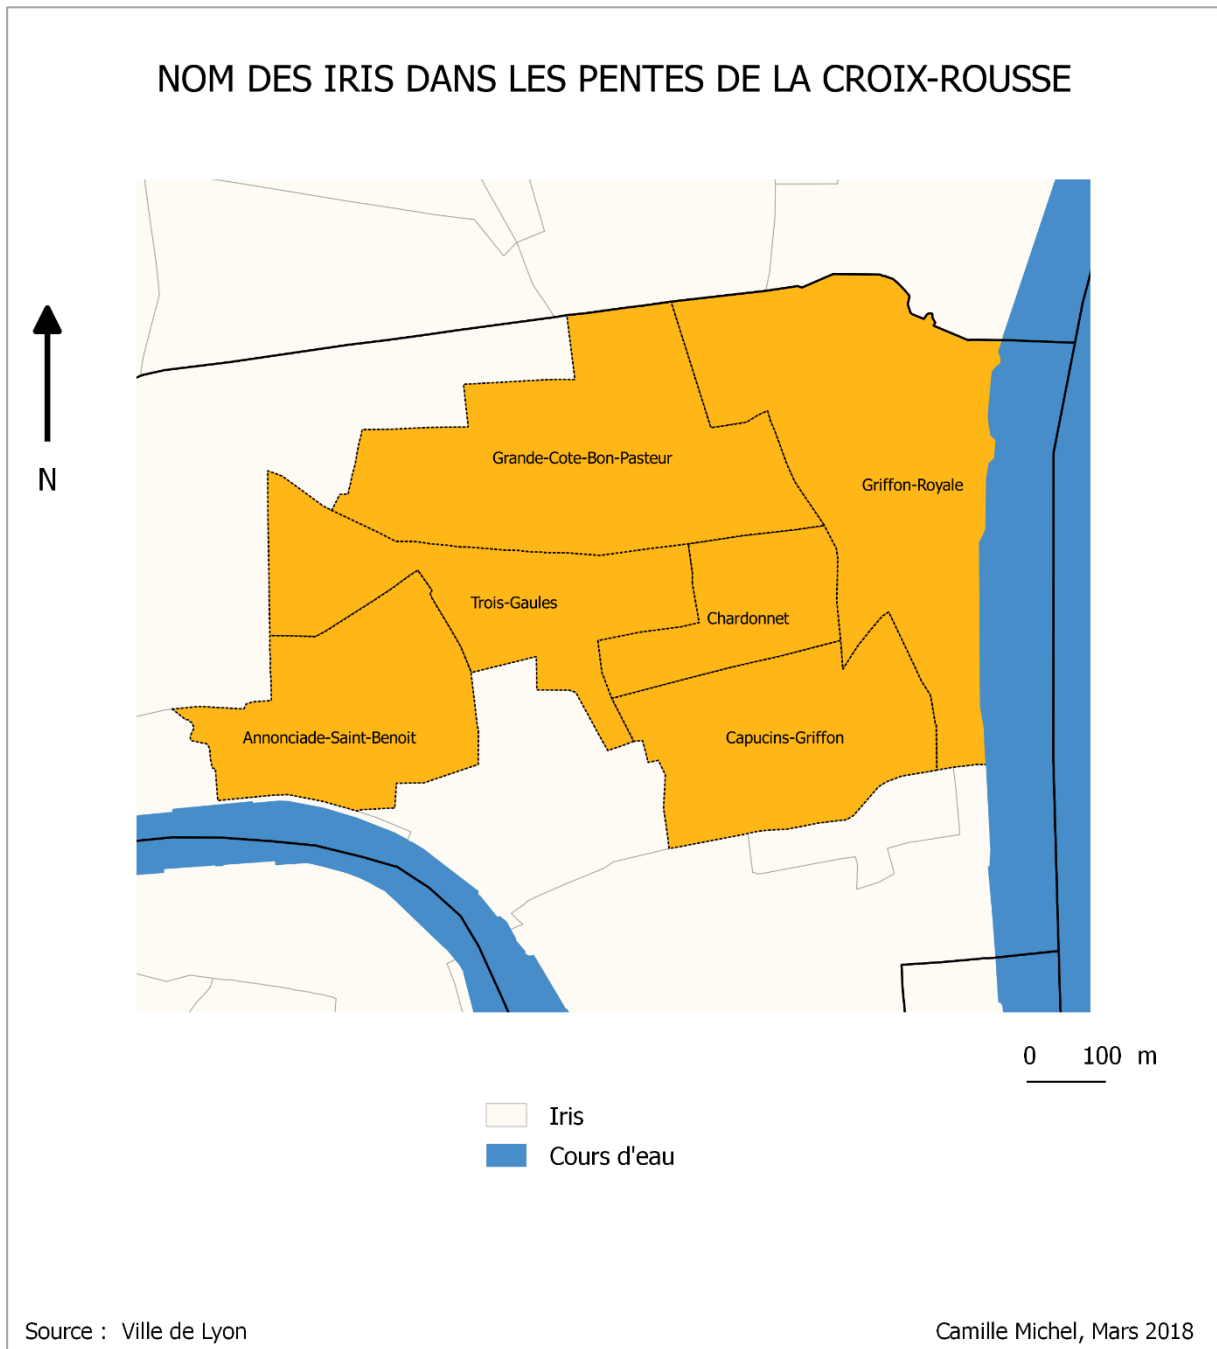 NOM DES IRIS DANS LES PENTES DE LA CROIX-ROUSSE
Grande-Cote-Bon-Pasteur
Griffon-Royale
N
Trois-Gaules
Chardonnet
Annonciade-Saint-Benoit
Capucins-Griffon
0 100 m
Iris
Cours d'eau
Source : Ville de Lyon
Camille Michel, Mars 2018